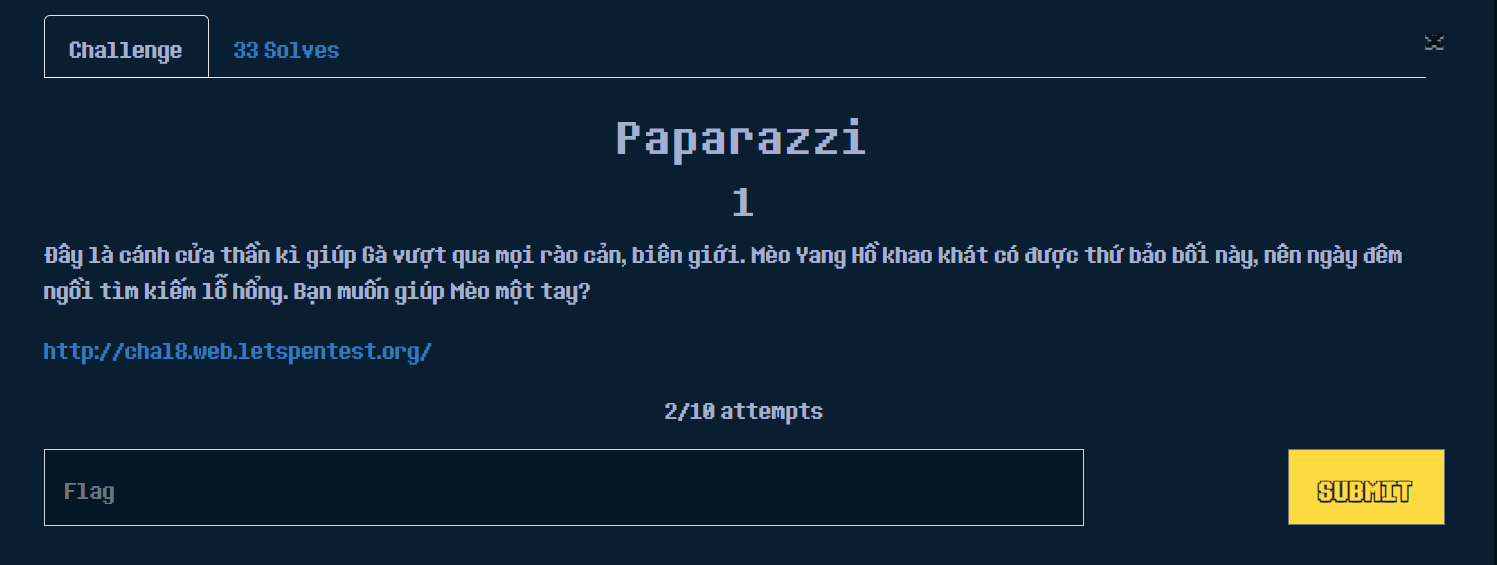 Challenge
33 Solves
Paparazzi
1
Đây là cánh cửa thần kì giúp Gà vượt qua mọi rào cản, biên giới. Mèo Yang Hồ khao khát có được thứ bảo bối này, nên ngày đêm
ngồi tìm kiếm lỗ hổng. Bạn muốn giúp Mèo một tay?
http://chal8.web.letspentest.org/
2/10 attempts
Flag
SUBMIT